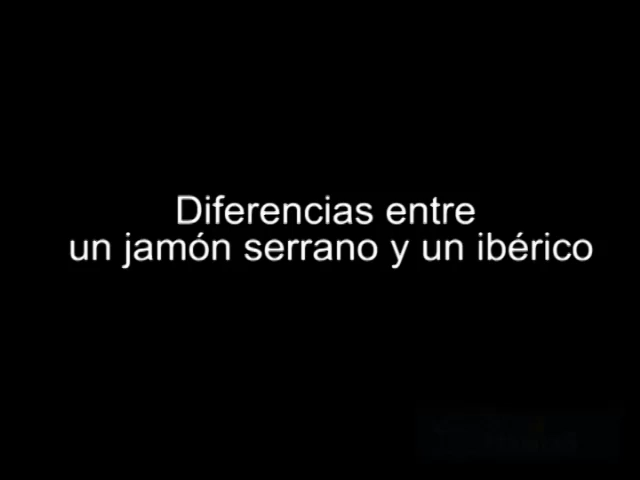 Diferencias entre
un jamón serrano y un ibérico